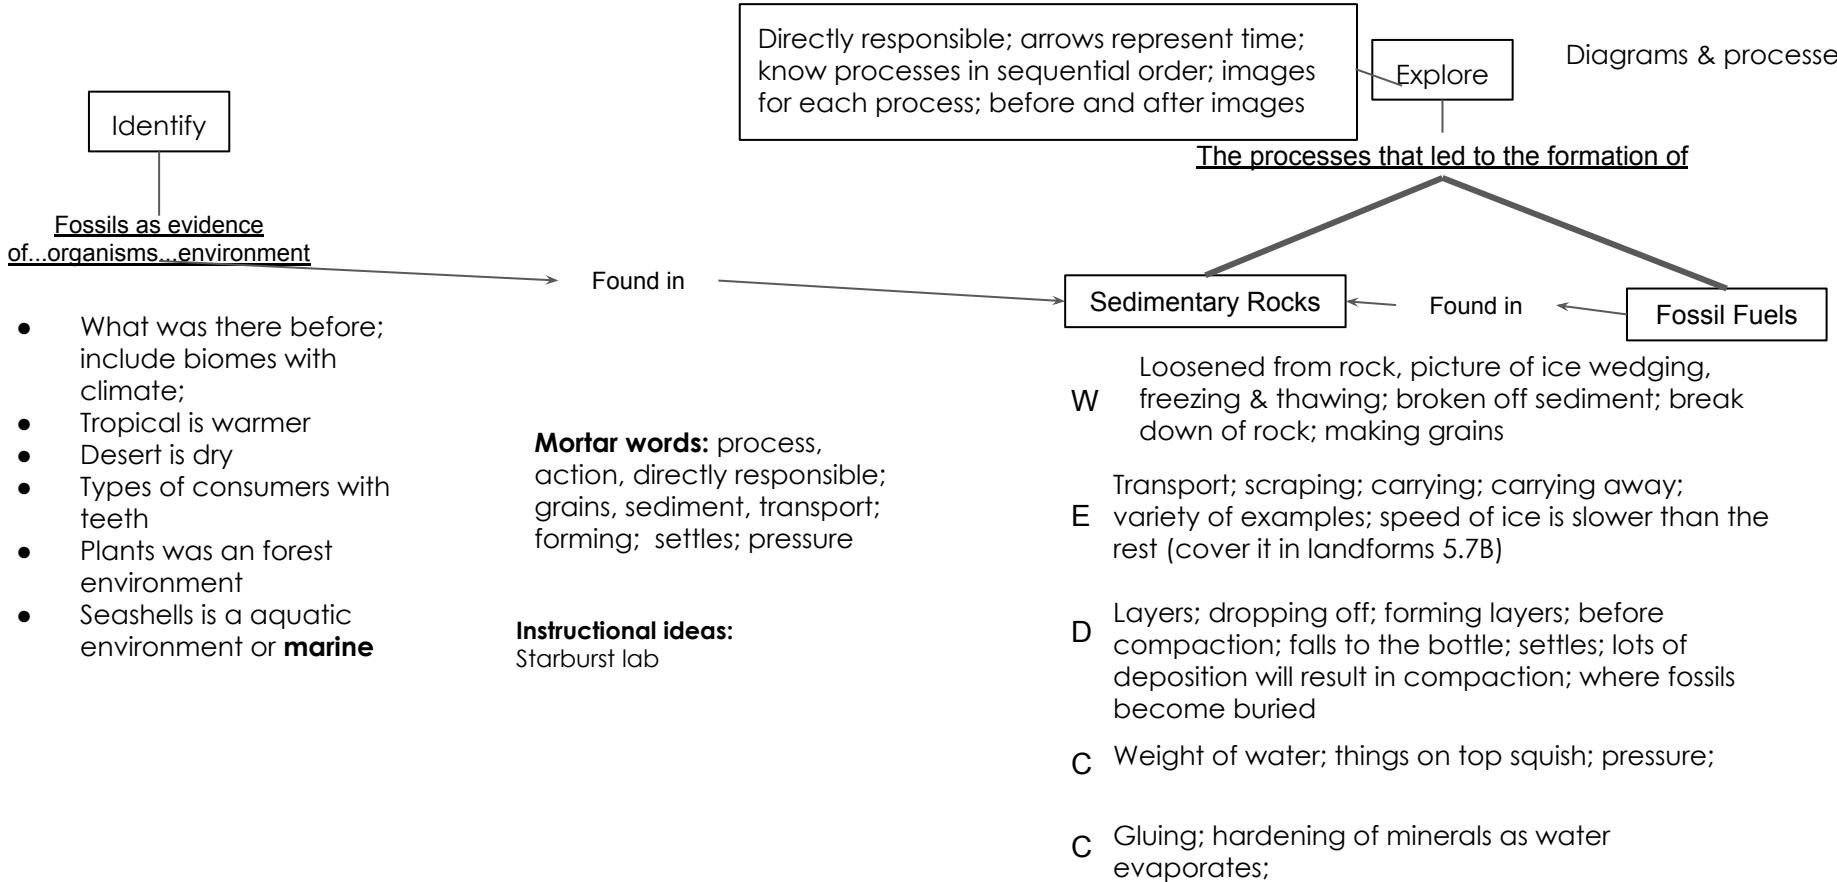 Directly responsible; arrows represent time;
know processes in sequential order; images
for each process; before and after images
Explore
Diagrams & processe
Identify
The processes that led to the formation of
Fossils as evidence
of...organisms...environment
Found in
Sedimentary Rocks
Found in
Fossil Fuels
● What was there before;
include biomes with
climate;
● Tropical is warmer
● Desert is dry
● Types of consumers with
teeth
● Plants was an forest
environment
● Seashells is a aquatic
environment or marine
Mortar words: process,
action, directly responsible;
grains, sediment, transport;
forming; settles; pressure
Instructional ideas:
Starburst lab
W
Loosened from rock, picture of ice wedging,
freezing & thawing; broken off sediment; break
down of rock; making grains
E
Transport; scraping; carrying; carrying away;
variety of examples; speed of ice is slower than the
rest (cover it in landforms 5.7B)
D
Layers; dropping off; forming layers; before
compaction; falls to the bottle; settles; lots of
deposition will result in compaction; where fossils
become buried
C
Weight of water; things on top squish; pressure;
C
Gluing; hardening of minerals as water
evaporates;